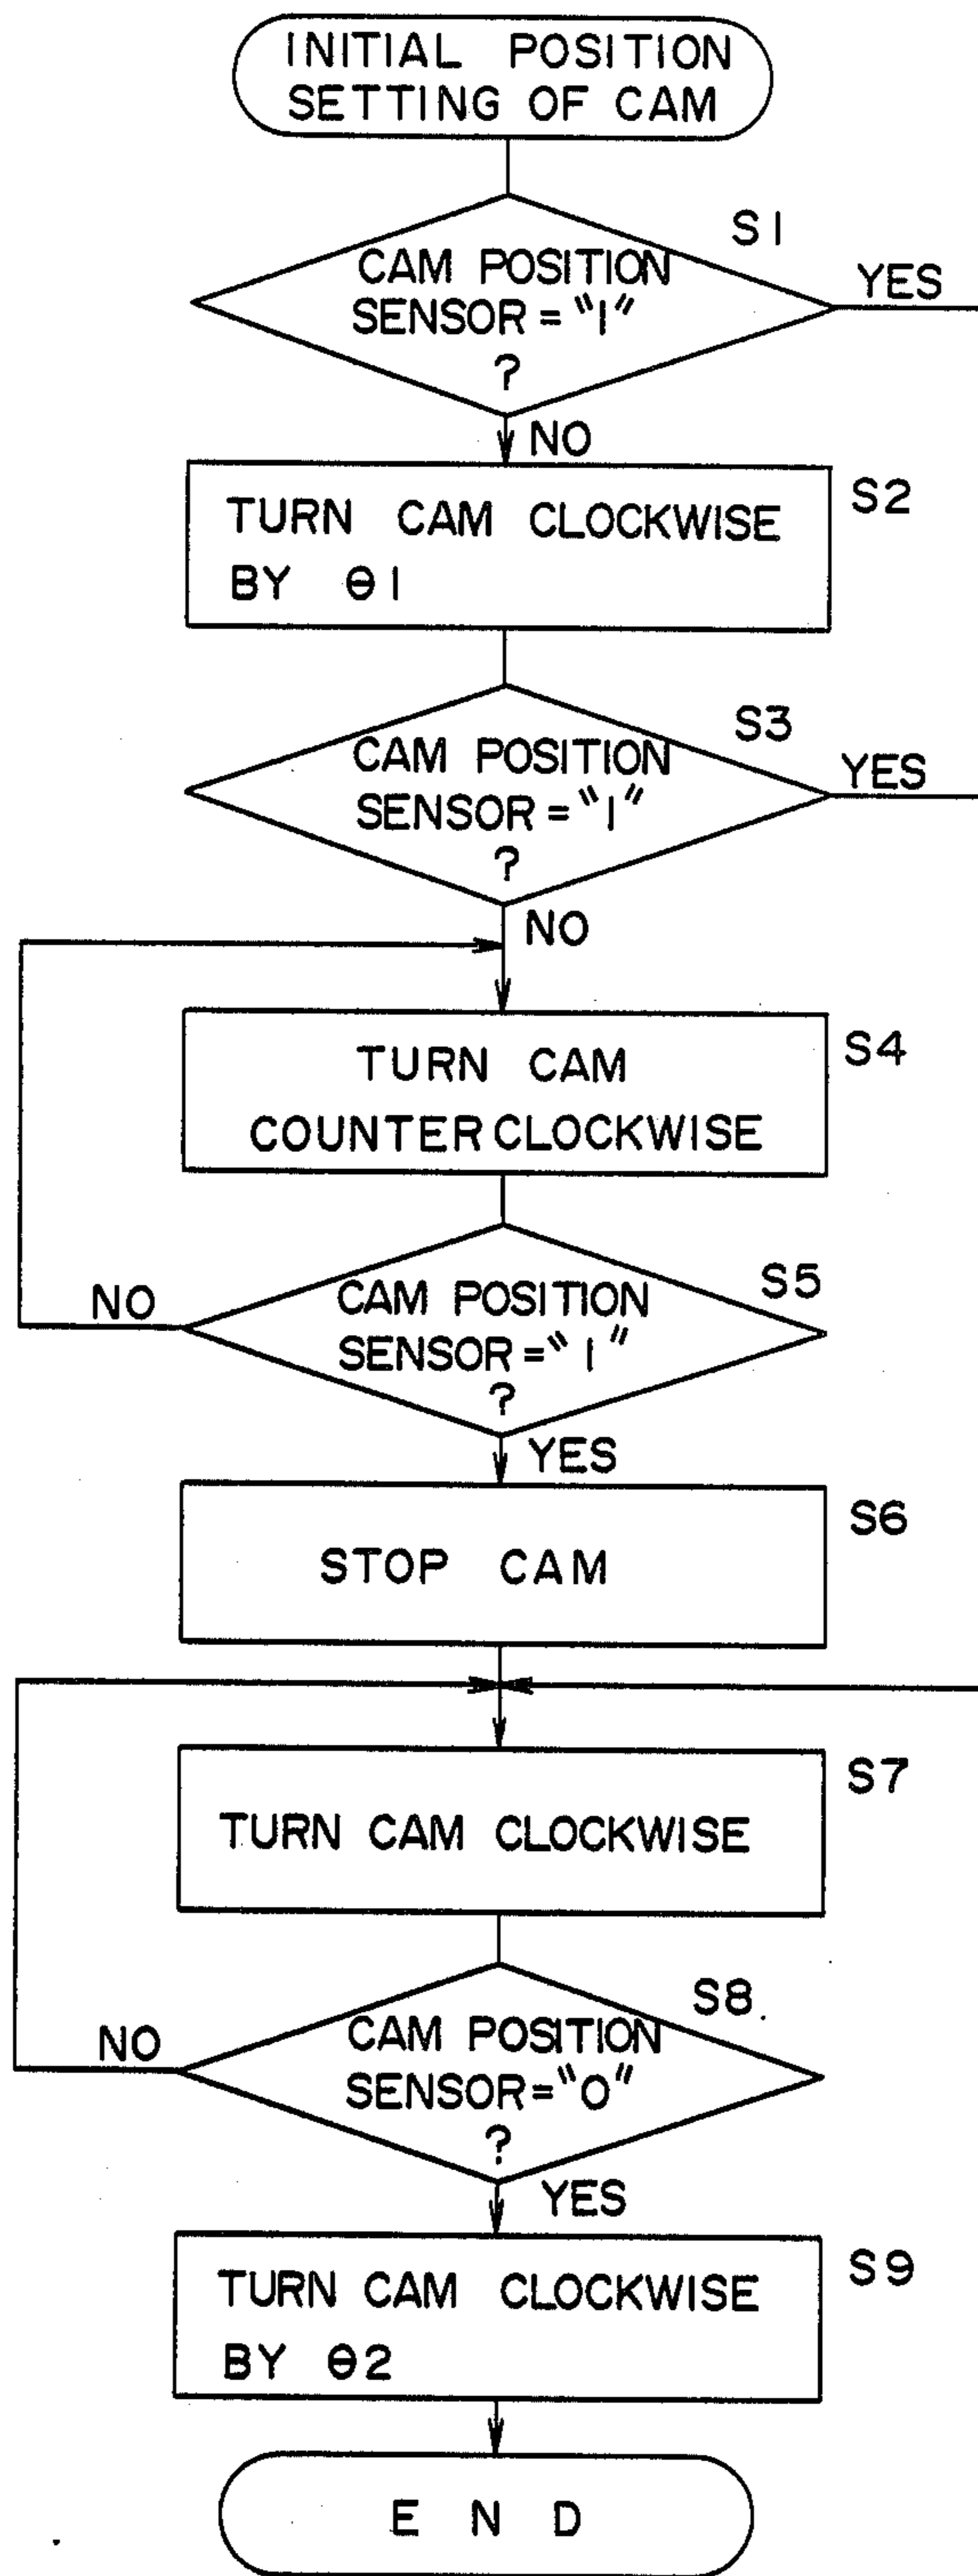 INITIAL POSITION
SETTING OF CAM
S1
CAM POSITION
SENSOR = "1"
?
YES
NO
S2
TURN CAM CLOCKWISE
BY θ1
S3
CAM POSITION
SENSOR = "1"
?
YES
NO
S4
TURN CAM
COUNTER CLOCKWISE
S5
NO
CAM POSITION
SENSOR = "1"
?
YES
S6
STOP CAM
S7
TURN CAM CLOCKWISE
S8
NO
CAM POSITION
SENSOR = "0"
?
YES
S9
TURN CAM CLOCKWISE
BY θ2
END